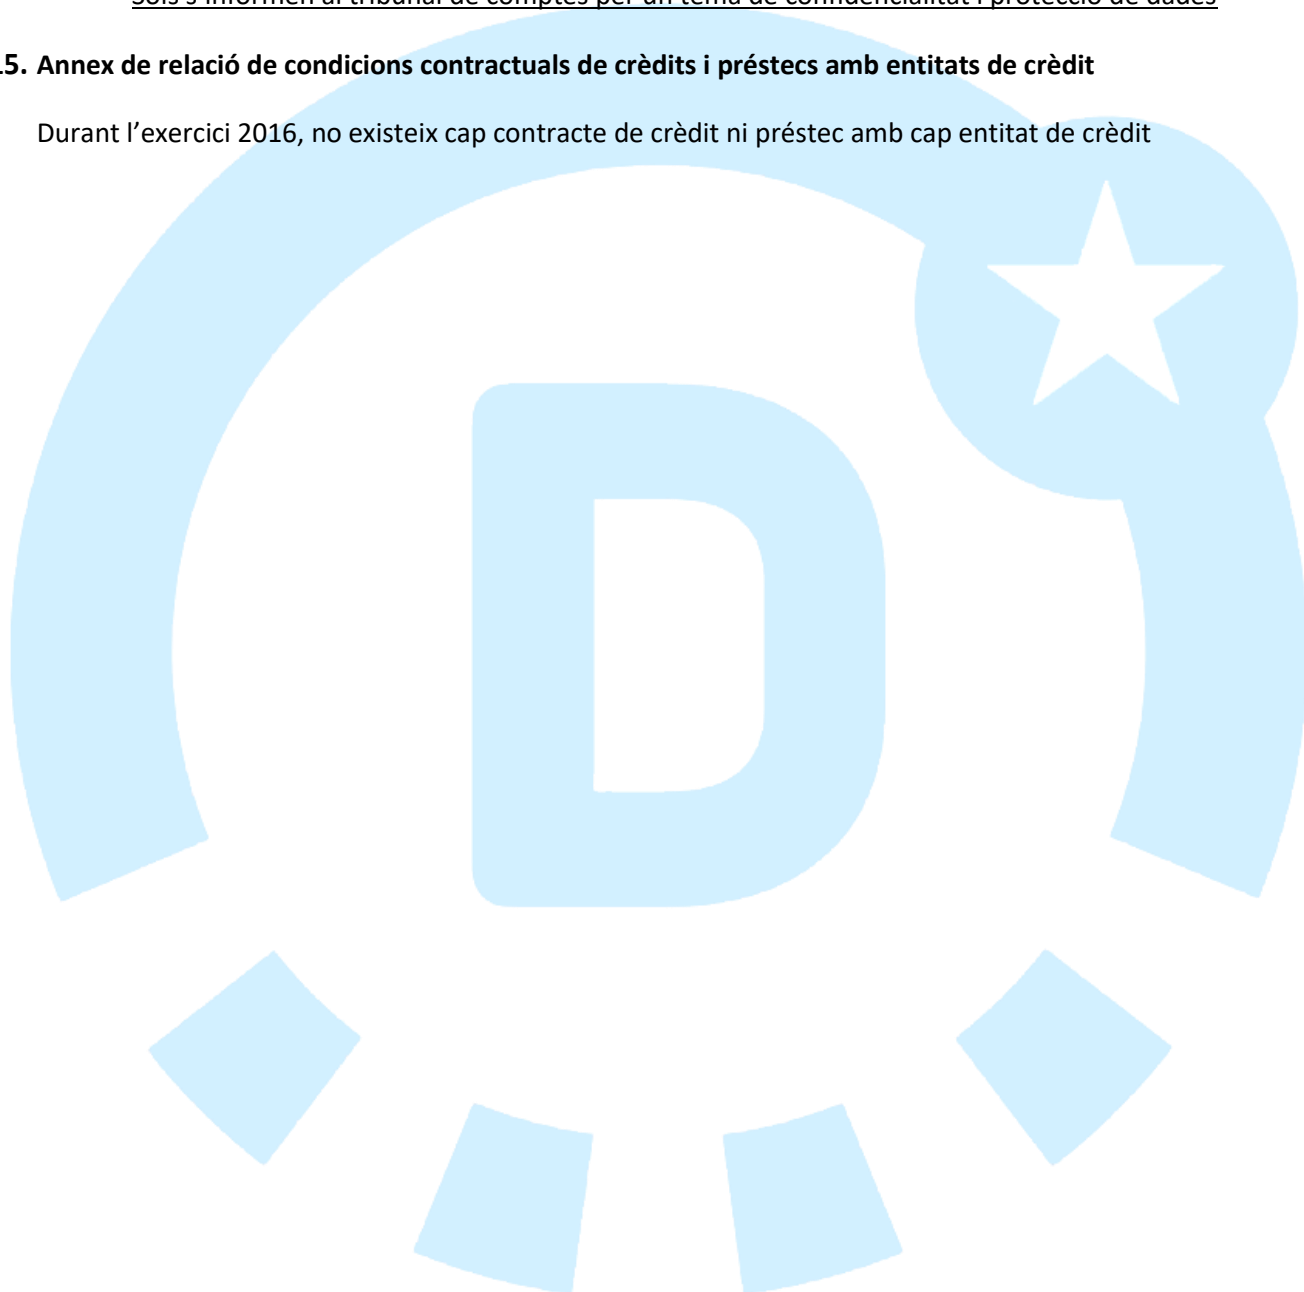 Sols s'informen al tribunal de comptes per un tema de confidencialitat i protecció de dades
15. Annex de relació de condicions contractuals de crèdits i préstecs amb entitats de crèdit
Durant l’exercici 2016, no existeix cap contracte de crèdit ni préstec amb cap entitat de crèdit
D